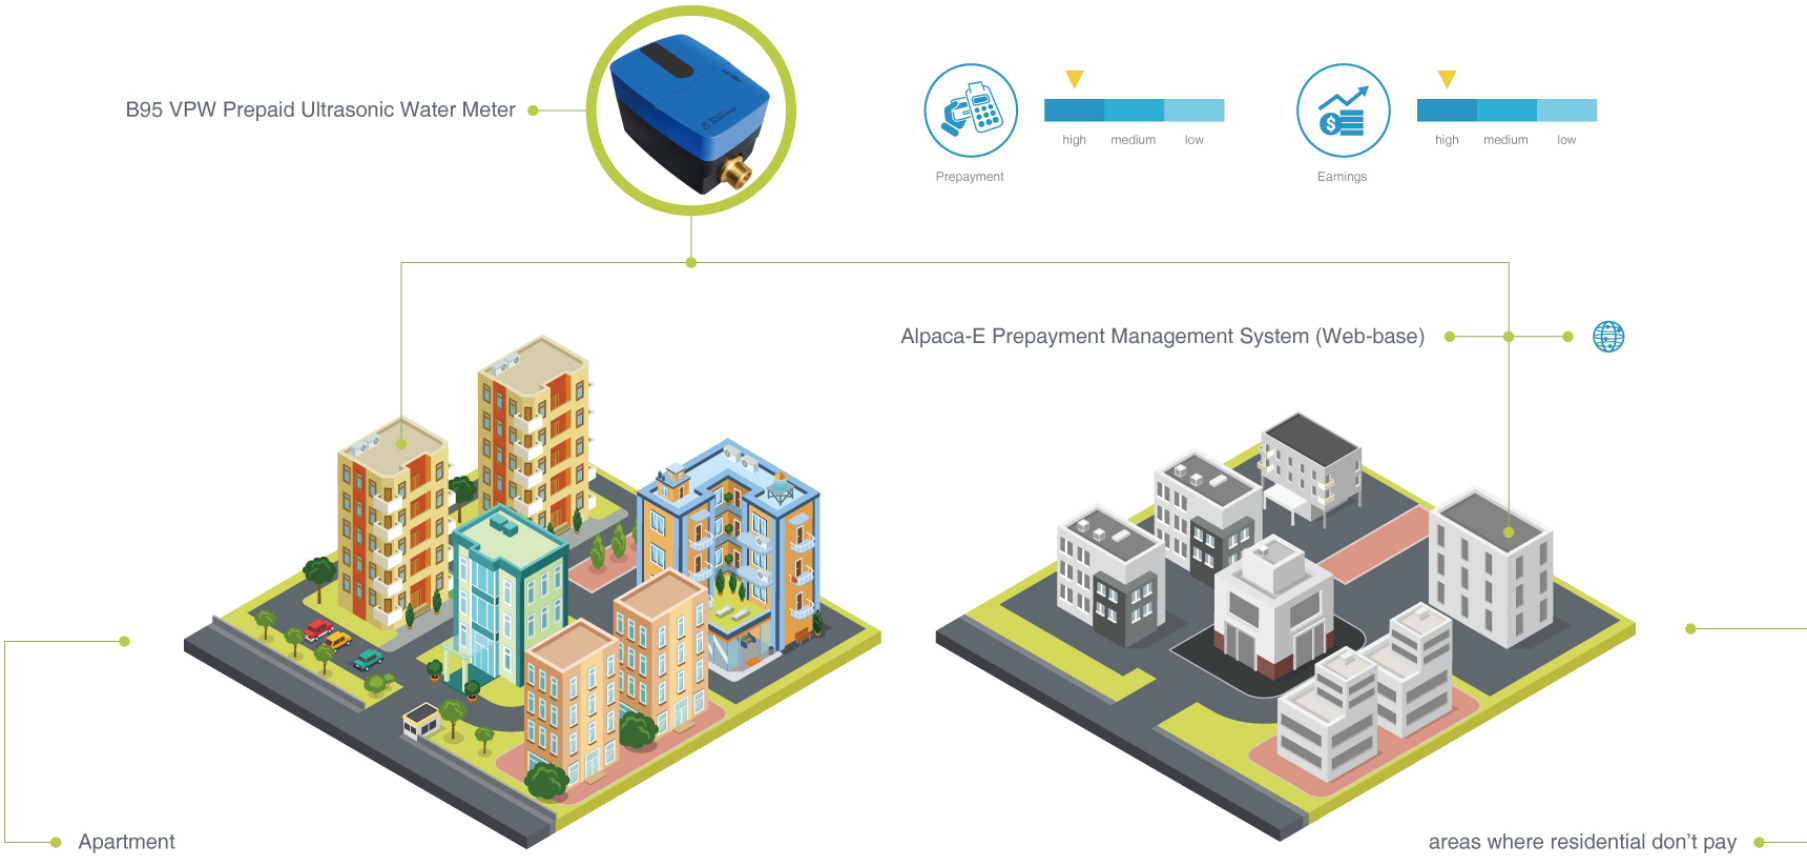 B95 VPW Prepaid Ultrasonic Water Meter
high medium low
Prepayment
high medium low
Earnings
Alpaca-E Prepayment Management System (Web-base)
Apartment
areas where residential don't pay